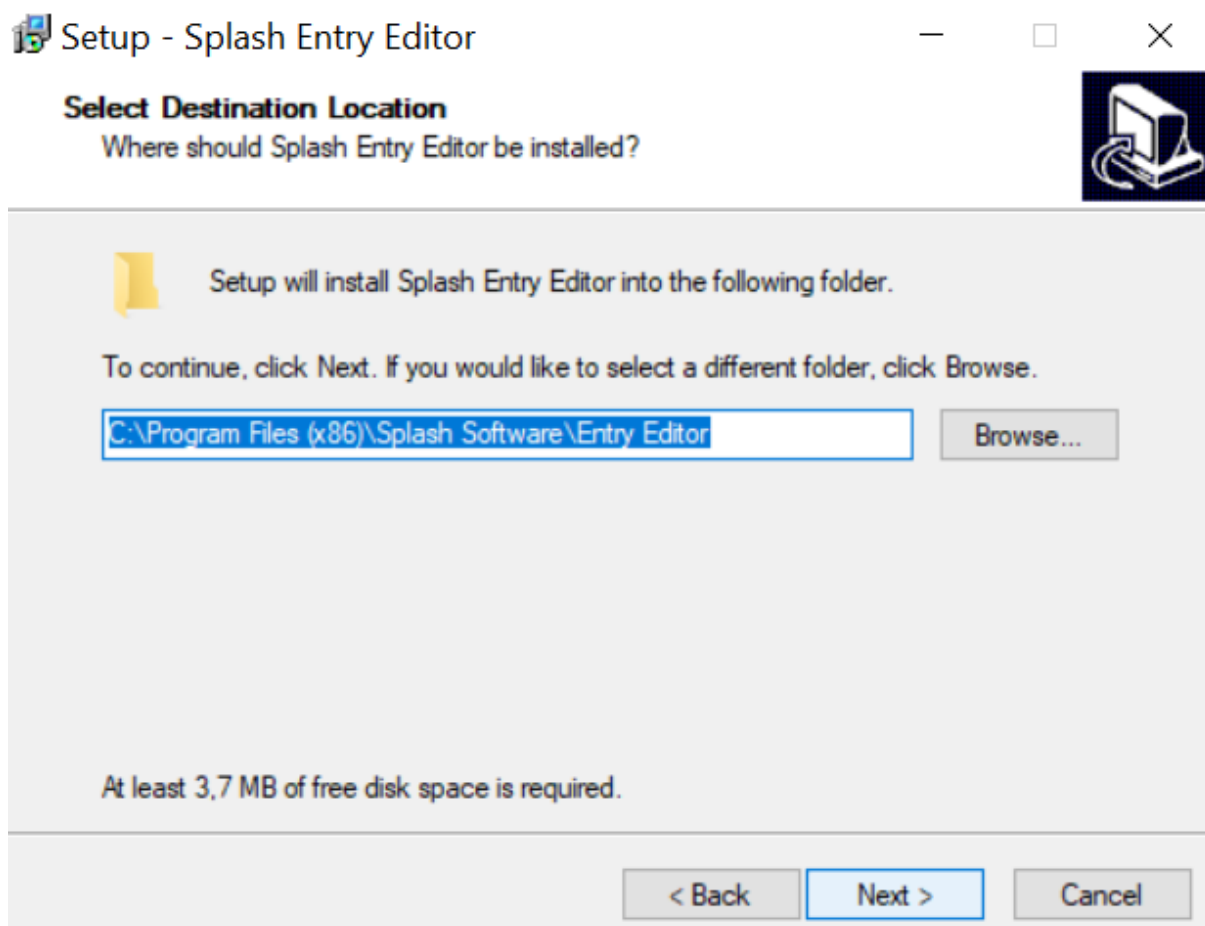 Setup - Splash Entry Editor
Select Destination Location
Where should Splash Entry Editor be installed?
Setup will install Splash Entry Editor into the following folder.
To continue, click Next. If you would like to select a different folder, click Browse.
C:\Program Files (x86)\Splash Software\Entry Editor
Browse...
At least 3,7 MB of free disk space is required.
< Back
Next >
Cancel